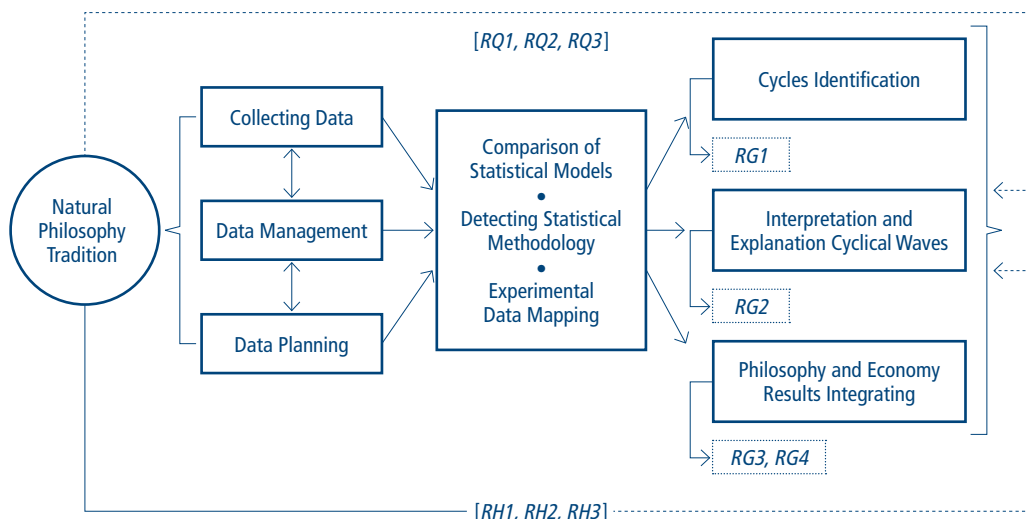 [RQ1, RQ2, RQ3]
Natural
Philosophy
Tradition
Collecting Data
Data Management
Data Planning
Comparison of
Statistical Models
•
Detecting Statistical
Methodology
•
Experimental
Data Mapping
Cycles Identification
RG1
Interpretation and
Explanation Cyclical Waves
RG2
Philosophy and Economy
Results Integrating
RG3, RG4
[RH1, RH2, RH3]